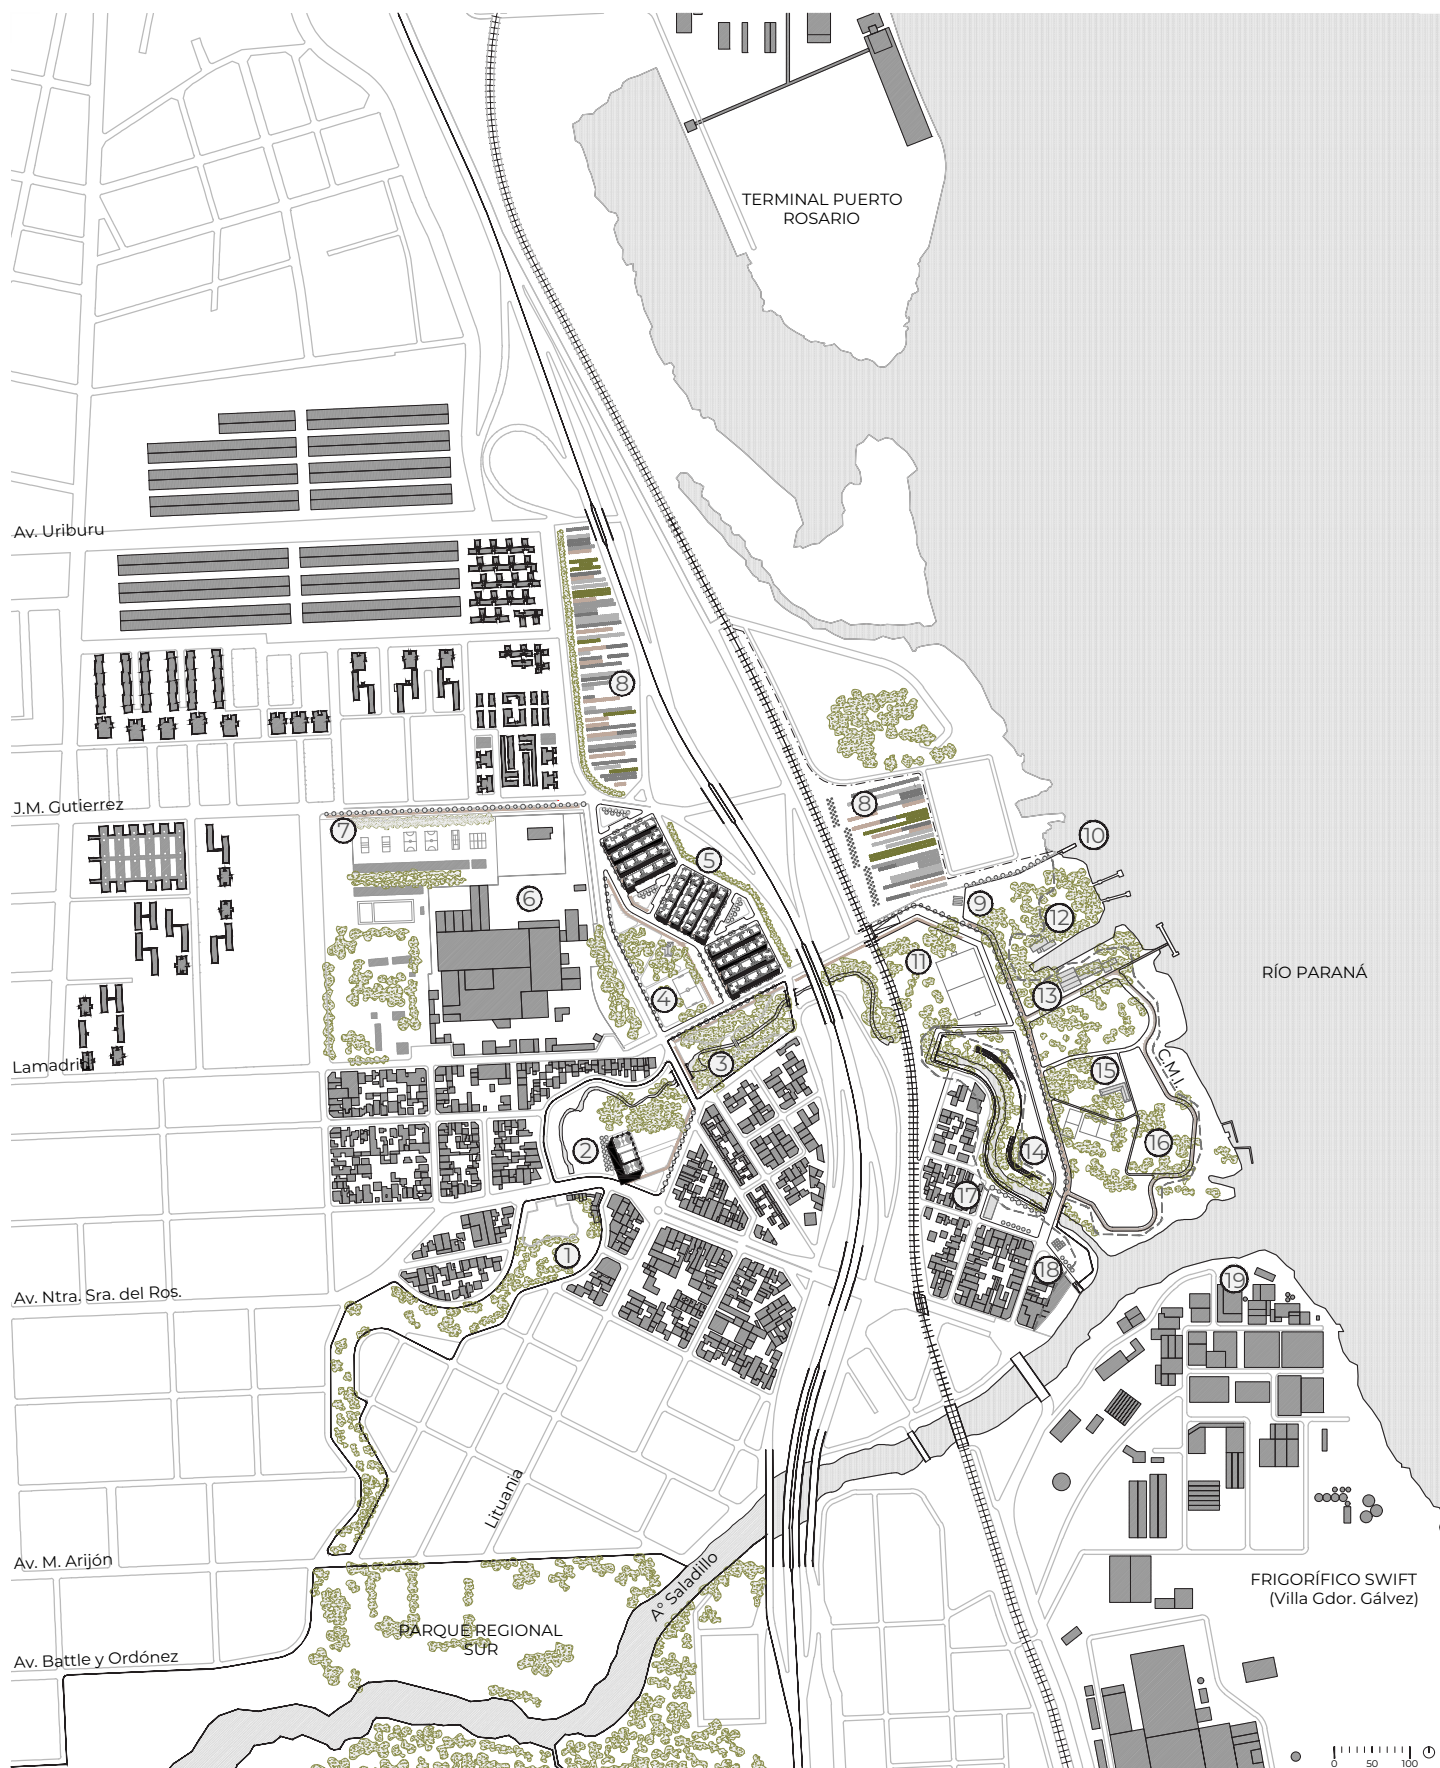 TERMINAL PUERTO
ROSARIO
Av. Uriburu
8
J.M. Gutierrez
8
7
10
5
6
9
12
11
RÍO PARANÁ
4
13
Lamadrid
3
C.M.I.
15
2
14
16
17
1
18
19
Av. Ntra. Sra. del Ros.
Lituania
Av. M. Arijón
A° Saladillo
FRIGORÍFICO SWIFT
(Villa Gdor. Gálvez)
PARQUE REGIONAL
SUR
Av. Battle y Ordónez
0 50 100